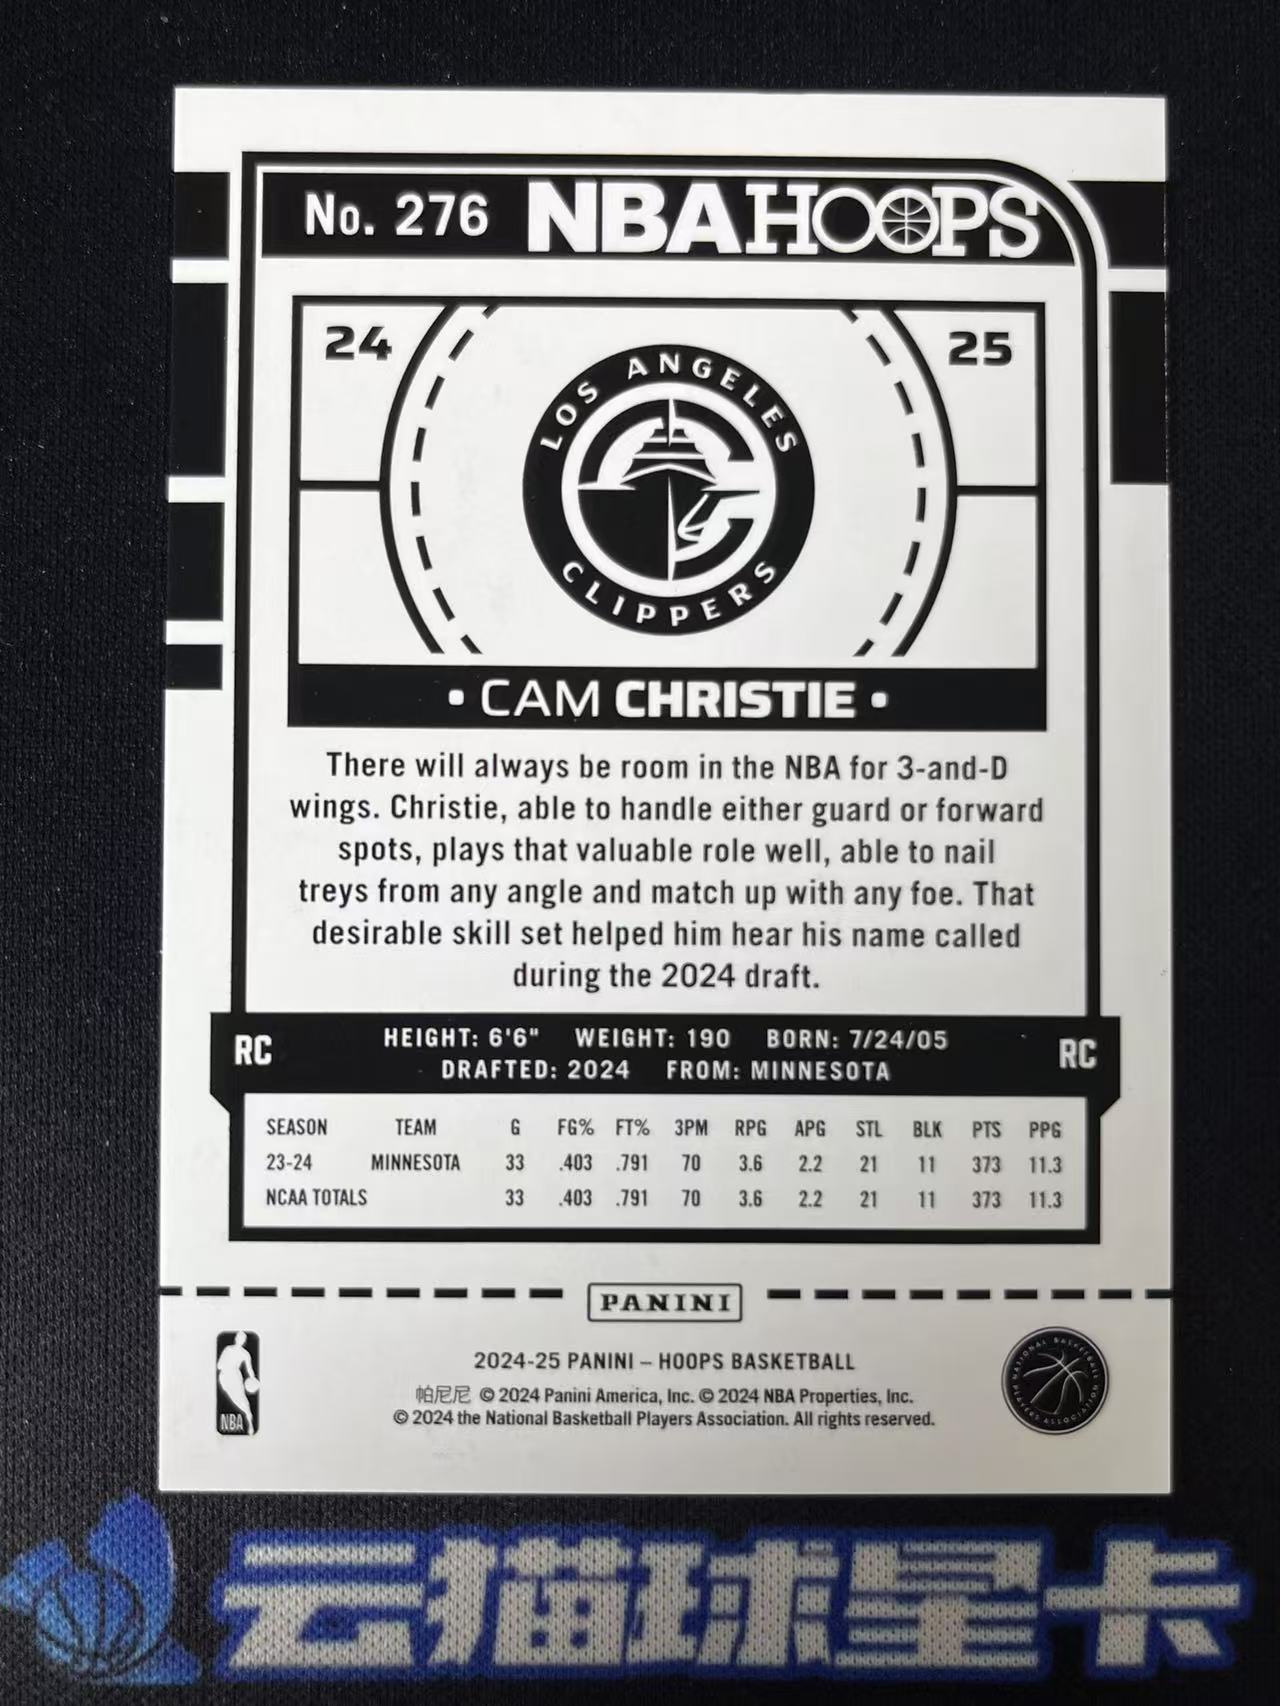 No. 276 NBA HOOPS
24 25
LOS ANGELES
CLIPPERS
• CAM CHRISTIE •
There will always be room in the NBA for 3-and-D
wings. Christie, able to handle either guard or forward
spots, plays that valuable role well, able to nail
treys from any angle and match up with any foe. That
desirable skill set helped him hear his name called
during the 2024 draft.
RC HEIGHT: 6'6" WEIGHT: 190 BORN: 7/24/05 RC
DRAFTED: 2024 FROM: MINNESOTA
SEASON TEAM G FG% FT% 3PM RPG APG STL BLK PTS PPG
23-24 MINNESOTA 33 .403 .791 70 3.6 2.2 21 11 373 11.3
NCAA TOTALS 33 .403 .791 70 3.6 2.2 21 11 373 11.3
PANINI
2024-25 PANINI – HOOPS BASKETBALL
帕尼尼 © 2024 Panini America, Inc. © 2024 NBA Properties, Inc.
© 2024 the National Basketball Players Association. All rights reserved.
NBA
NATIONAL BASKETBALL PLAYERS ASSOCIATION
云猫球星卡